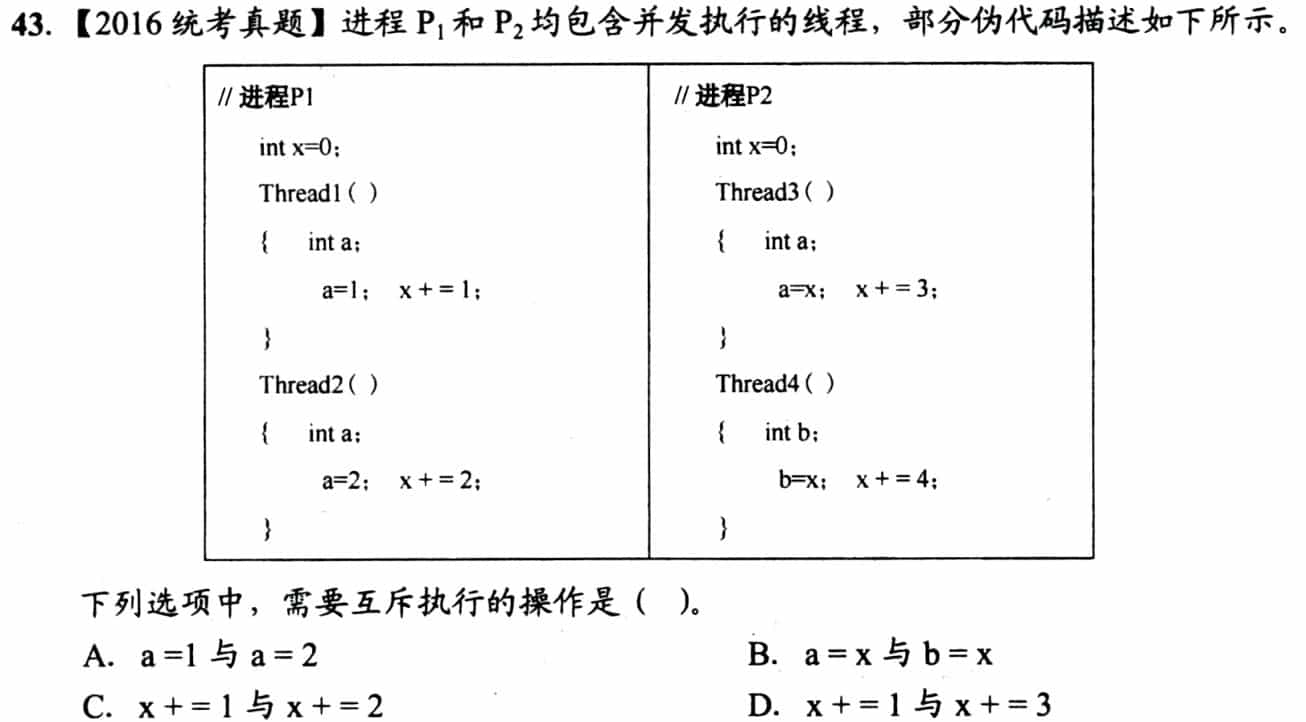 43. 【2016 统考真题】进程 P₁和 P₂均包含并发执行的线程，部分伪代码描述如下所示。
// 进程P1
int x=0;
Thread1( )
{ int a;
a=1; x+=1;
}
Thread2( )
{ int a;
a=2; x+=2;
}
// 进程P2
int x=0;
Thread3( )
{ int a;
a=x; x+=3;
}
Thread4( )
{ int b;
b=x; x+=4;
}
下列选项中，需要互斥执行的操作是（ ）。
A. a =1 与 a = 2
B. a = x 与 b = x
C. x + = 1 与 x + = 2
D. x + = 1 与 x + = 3